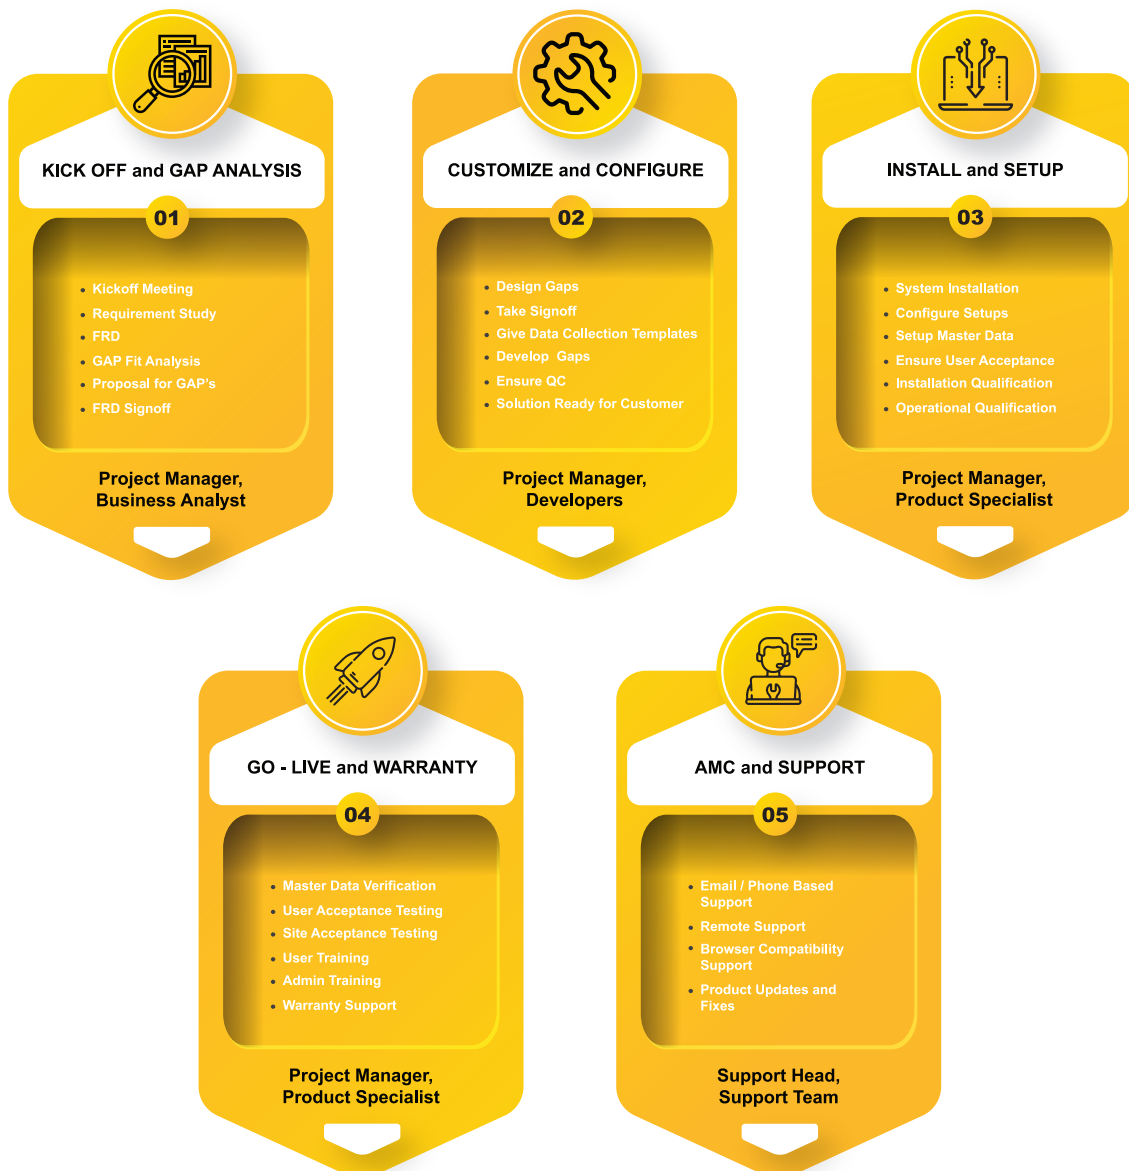 KICK OFF and GAP ANALYSIS
01
• Kickoff Meeting
• Requirement Study
• FRD
• GAP Fit Analysis
• Proposal for GAP's
• FRD Signoff
Project Manager,
Business Analyst
CUSTOMIZE and CONFIGURE
02
• Design Gaps
• Take Signoff
• Give Data Collection Templates
• Develop Gaps
• Ensure QC
• Solution Ready for Customer
Project Manager,
Developers
INSTALL and SETUP
03
• System Installation
• Configure Setups
• Setup Master Data
• Ensure User Acceptance
• Installation Qualification
• Operational Qualification
Project Manager,
Product Specialist
GO - LIVE and WARRANTY
04
• Master Data Verification
• User Acceptance Testing
• Site Acceptance Testing
• User Training
• Admin Training
• Warranty Support
Project Manager,
Product Specialist
AMC and SUPPORT
05
• Email / Phone Based
Support
• Remote Support
• Browser Compatibility
Support
• Product Updates and
Fixes
Support Head,
Support Team